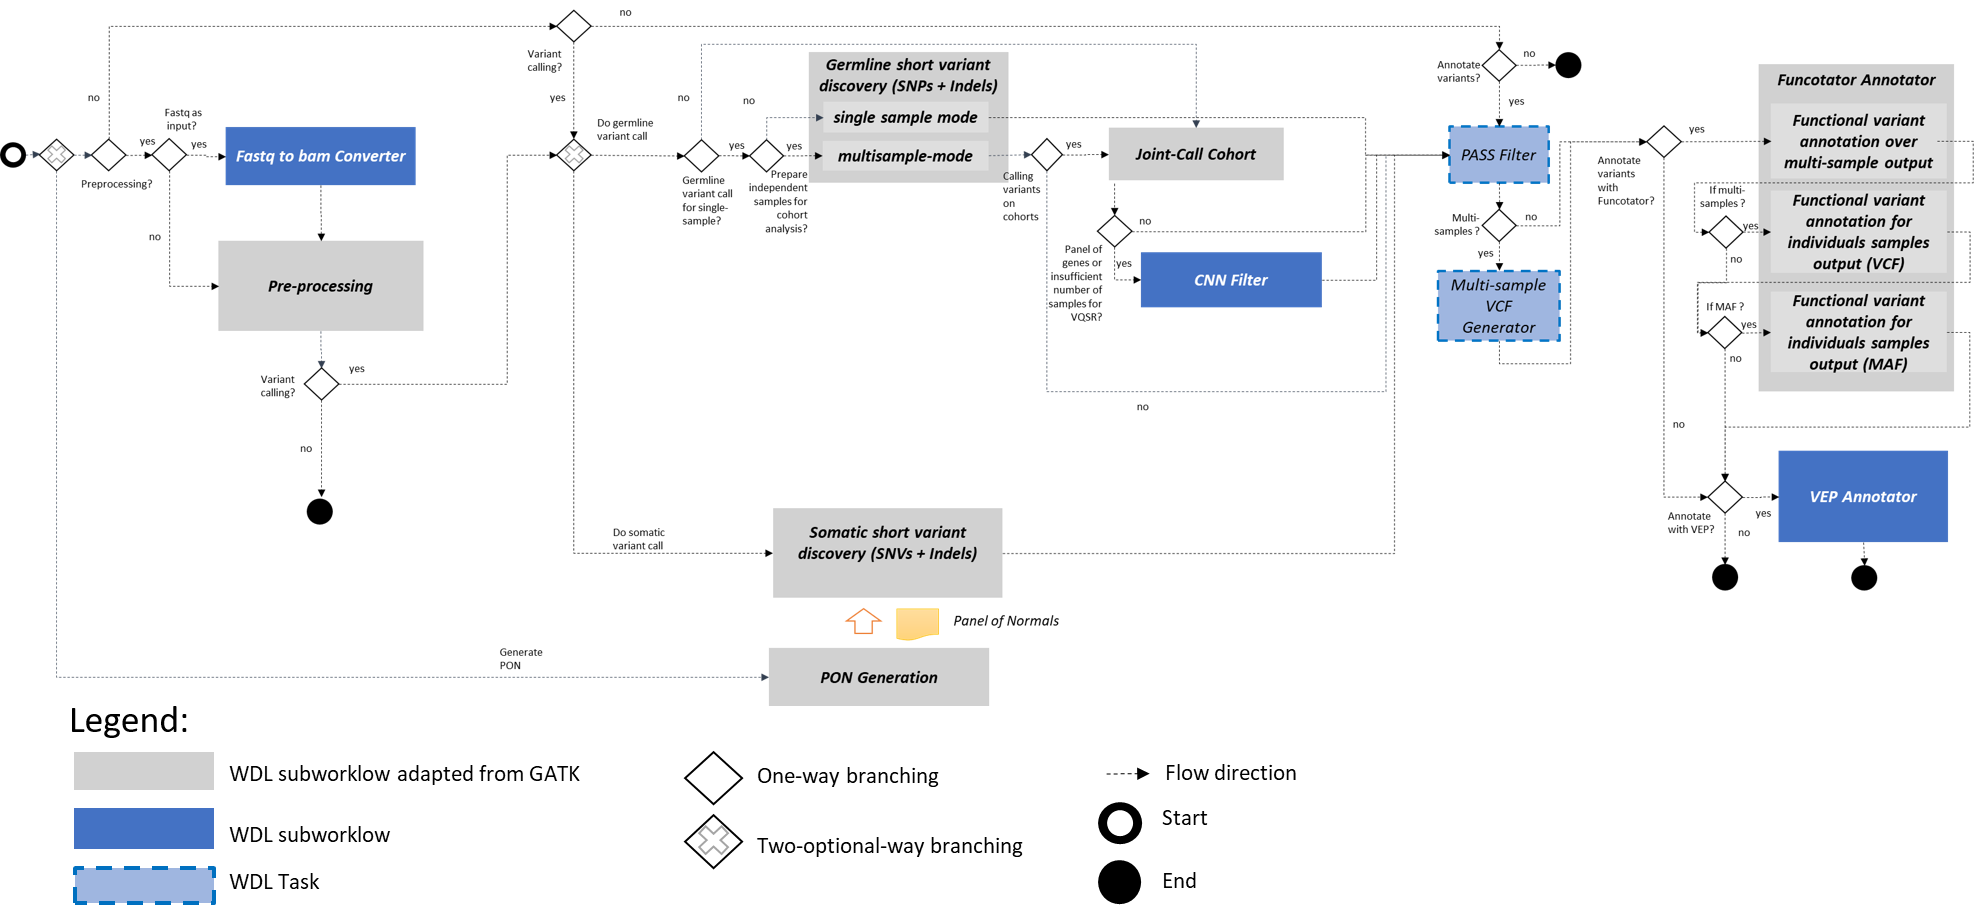 no
Variant
calling?
yes
no
Preprocessing?
yes
Fastq as
input?
yes
no
Fastq to bam Converter
Pre-processing
Variant
calling?
yes
no
Do germline
variant call
no
Germline
variant call
for single-
sample?
yes
no
yes
Prepare
independent
samples for
cohort
analysis?
Germline short variant
discovery (SNPs + Indels)
single sample mode
multisample-mode
Calling
variants
on
cohorts
yes
no
Joint-Call Cohort
no
Panel of
genes or
insufficient
number of
samples for
VQSR?
yes
CNN Filter
Do somatic
variant call
Somatic short variant
discovery (SNVs + Indels)
Panel of Normals
Generate
PON
PON Generation
Annotate
variants?
no
yes
PASS Filter
Multi-
samples ?
no
yes
Multi-sample
VCF
Generator
Annotate
variants
with
Funcotator?
yes
no
Funcotator Annotator
Functional variant
annotation over
multi-sample output
If multi-
samples ?
yes
no
Functional variant
annotation for
individuals samples
output (VCF)
If MAF ?
yes
no
Functional variant
annotation for
individuals samples
output (MAF)
Annotate
with VEP?
yes
no
VEP Annotator
Legend:
WDL subworklow adapted from GATK
WDL subworklow
WDL Task
One-way branching
Two-optional-way branching
Flow direction
Start
End